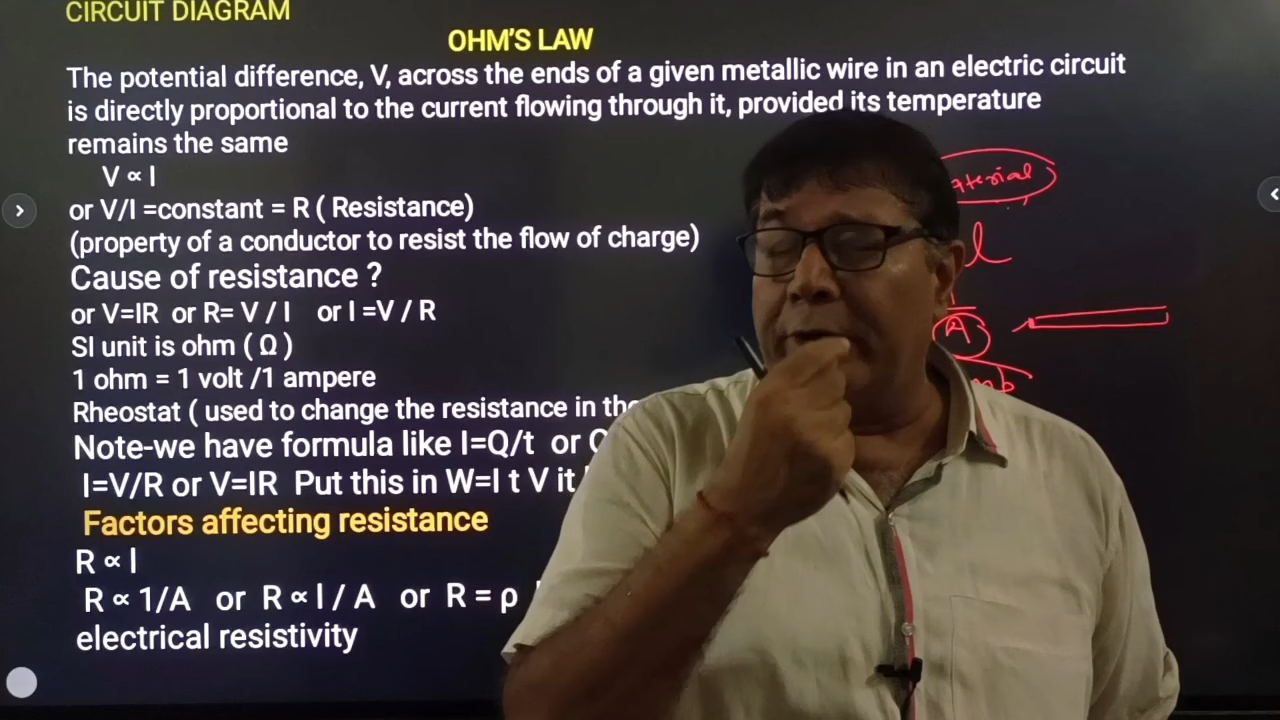 CIRCUIT DIAGRAM
OHM'S LAW
The potential difference, V, across the ends of a given metallic wire in an electric circuit
is directly proportional to the current flowing through it, provided its temperature
remains the same
V ∝ I
or V/I =constant = R ( Resistance)
(property of a conductor to resist the flow of charge)
Cause of resistance ?
or V=IR or R= V / I or I =V / R
SI unit is ohm ( Ω )
1 ohm = 1 volt /1 ampere
Rheostat ( used to change the resistance in
Note-we have formula like I=Q/t or
I=V/R or V=IR Put this in W=I t V it
Factors affecting resistance
R ∝ l
R ∝ 1/A or R ∝ l / A or R = ρ
electrical resistivity
aterial
l
A